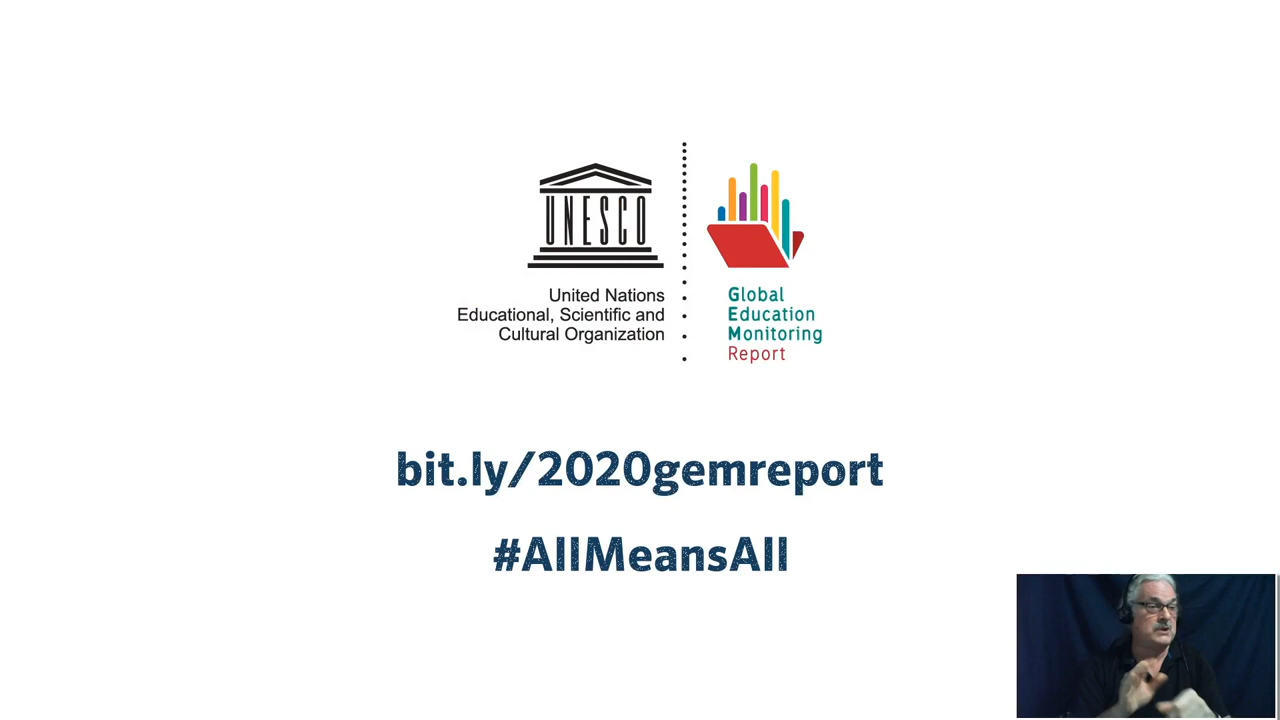 UNESCO
United Nations
Educational, Scientific and
Cultural Organization
Global
Education
Monitoring
Report
bit.ly/2020gemreport
#AllMeansAll